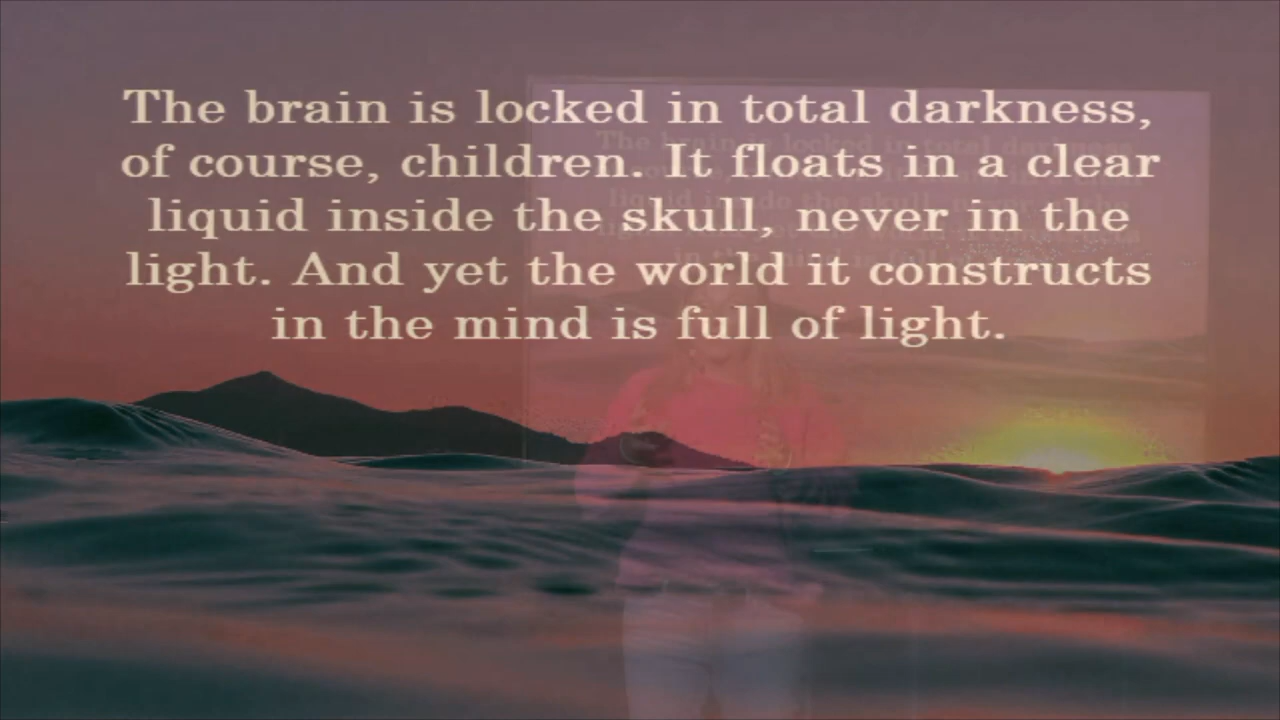 The brain is locked in total darkness,
of course, children. It floats in a clear
liquid inside the skull, never in the
light. And yet the world it constructs
in the mind is full of light.